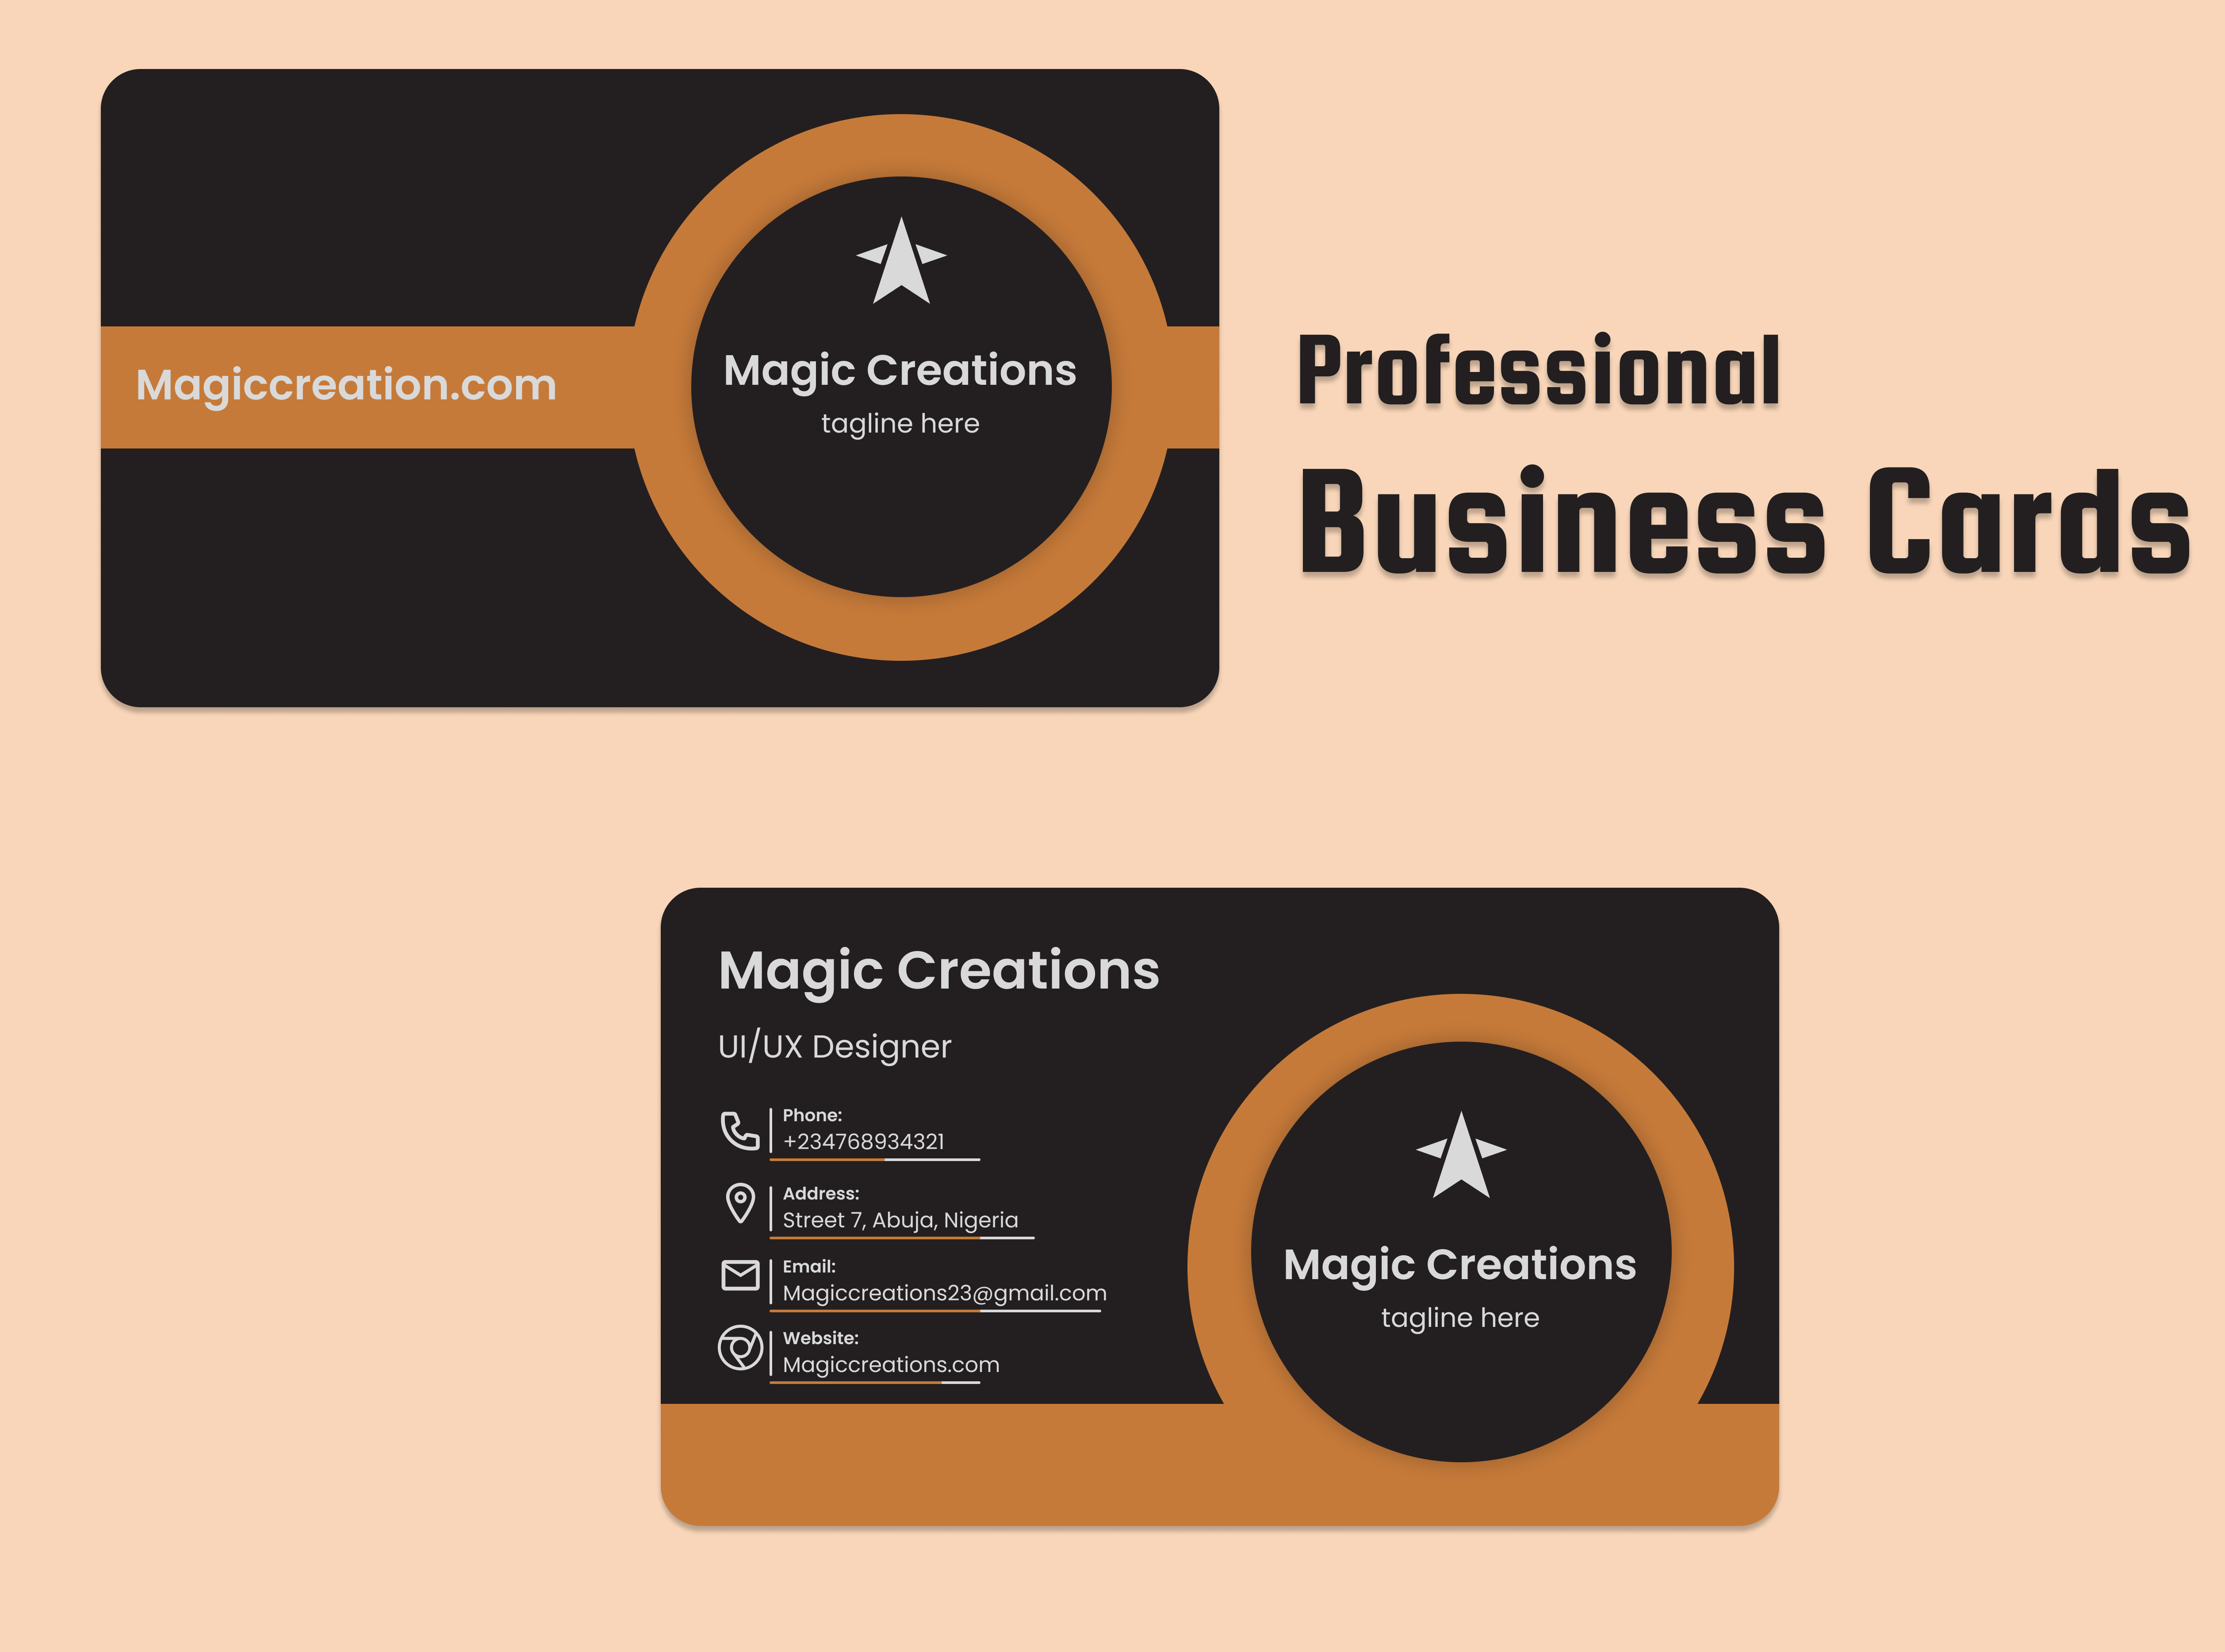 Magiccreation.com
Magic Creations
tagline here
Professional
Business Cards
Magic Creations
UI/UX Designer
Phone:
+234768934321
Address:
Street 7, Abuja, Nigeria
Email:
Magiccreations23@gmail.com
Website:
Magiccreations.com
Magic Creations
tagline here